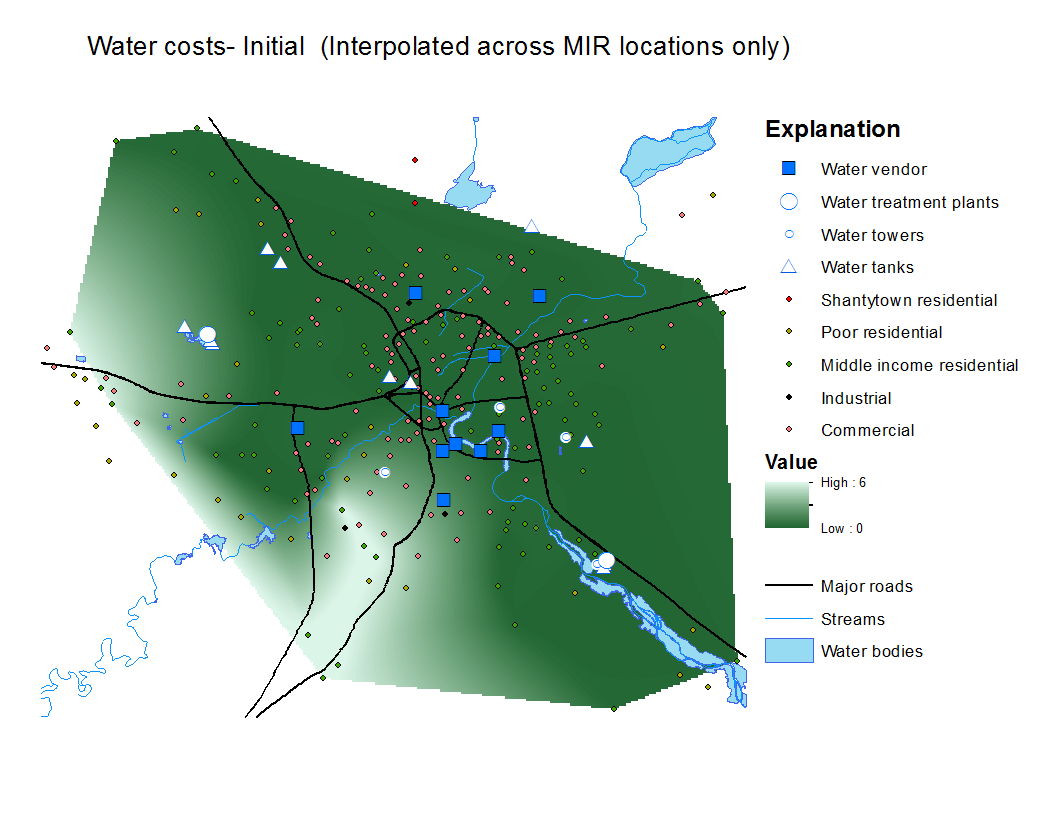 Water costs- Initial  (Interpolated across MIR locations only)
Explanation
Water vendor
Water treatment plants
Water towers
Water tanks
Shantytown residential
Poor residential
Middle income residential
Industrial
Commercial
Value
High : 6
Low : 0
Major roads
Streams
Water bodies